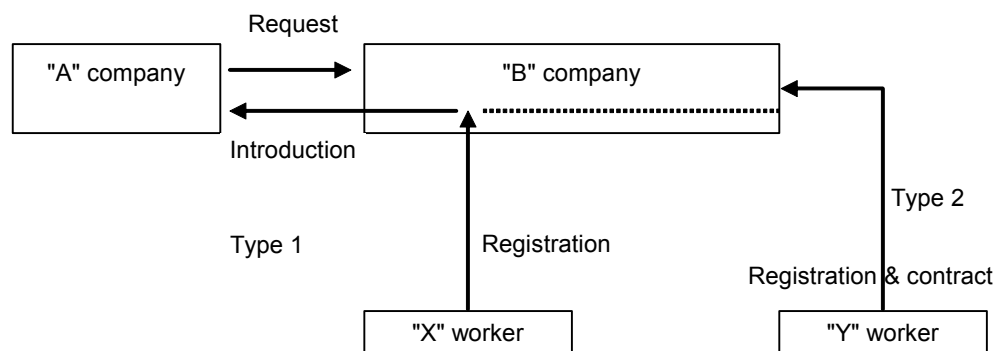 Request
"A" company
"B" company
Introduction
Type 2
Type 1
Registration
Registration & contract
"X" worker
"Y" worker